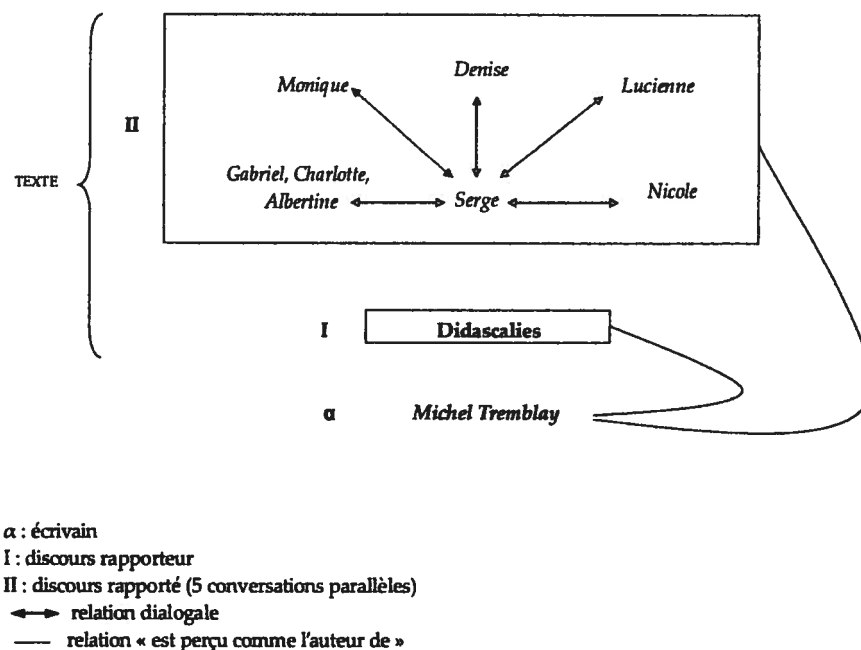 Denise
Monique
Lucienne
II
TEXTE
Gabriel, Charlotte,
Albertine
Serge
Nicole
I
Didascalies
α
Michel Tremblay
α : écrivain
I : discours rapporteur
II : discours rapporté (5 conversations parallèles)
relation dialogale
relation « est perçu comme l'auteur de »